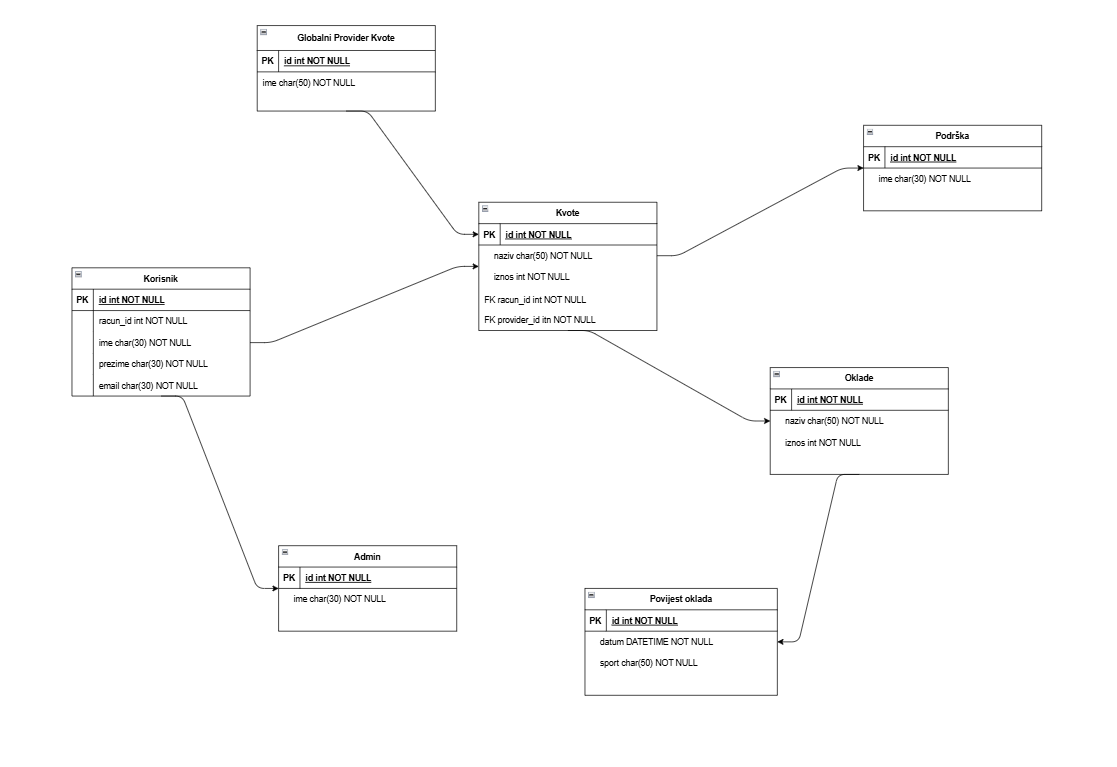 Globalni Provider Kvote
PK id int NOT NULL
ime char(50) NOT NULL
Podrška
PK id int NOT NULL
ime char(30) NOT NULL
Kvote
PK id int NOT NULL
naziv char(50) NOT NULL
iznos int NOT NULL
FK racun_id int NOT NULL
FK provider_id itn NOT NULL
Korisnik
PK id int NOT NULL
racun_id int NOT NULL
ime char(30) NOT NULL
prezime char(30) NOT NULL
email char(30) NOT NULL
Oklade
PK id int NOT NULL
naziv char(50) NOT NULL
iznos int NOT NULL
Admin
PK id int NOT NULL
ime char(30) NOT NULL
Povijest oklada
PK id int NOT NULL
datum DATETIME NOT NULL
sport char(50) NOT NULL